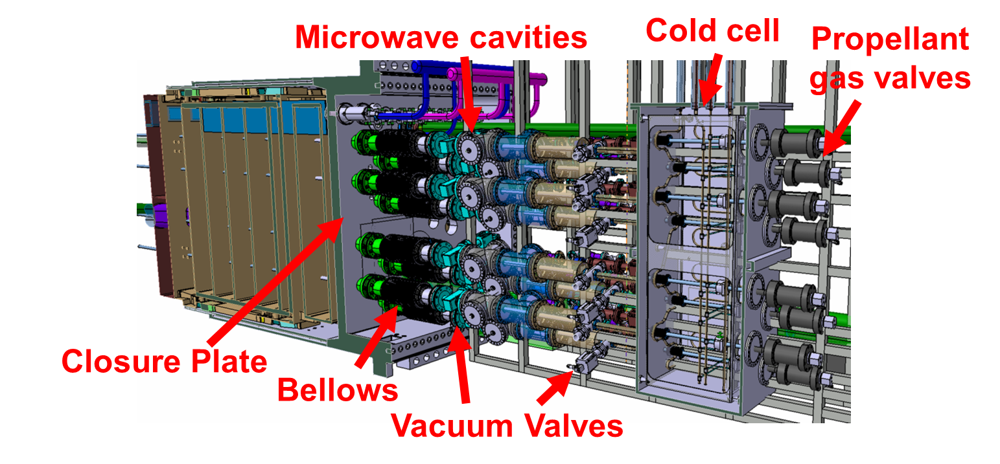 Microwave cavities
Cold cell
Propellant
gas valves
Closure Plate
Bellows
Vacuum Valves